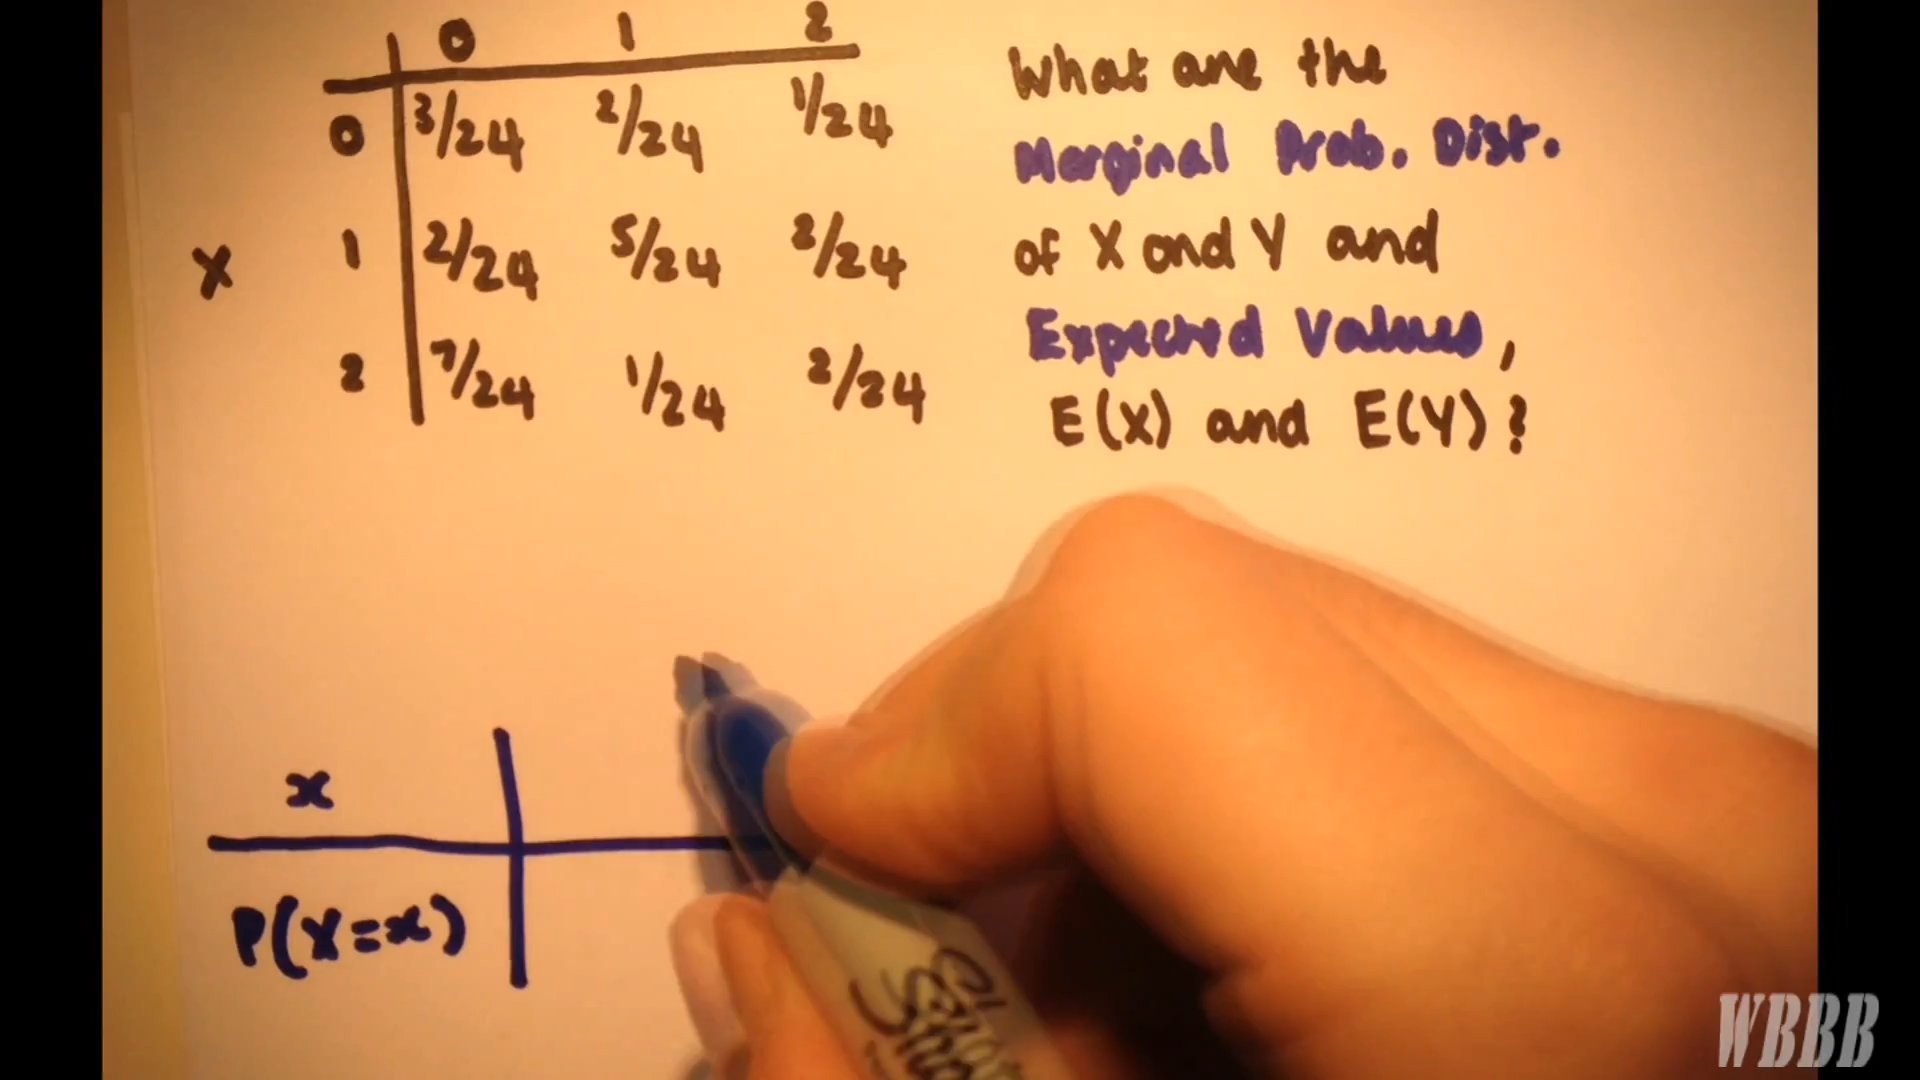 0 1 2
0 3/24 2/24 1/24
X 1 2/24 5/24 2/24
2 7/24 1/24 2/24
What are the
Marginal Prob. Dist.
of X and Y and
Expected Values,
E(X) and E(Y)?
x
P(X=x)
WBBB